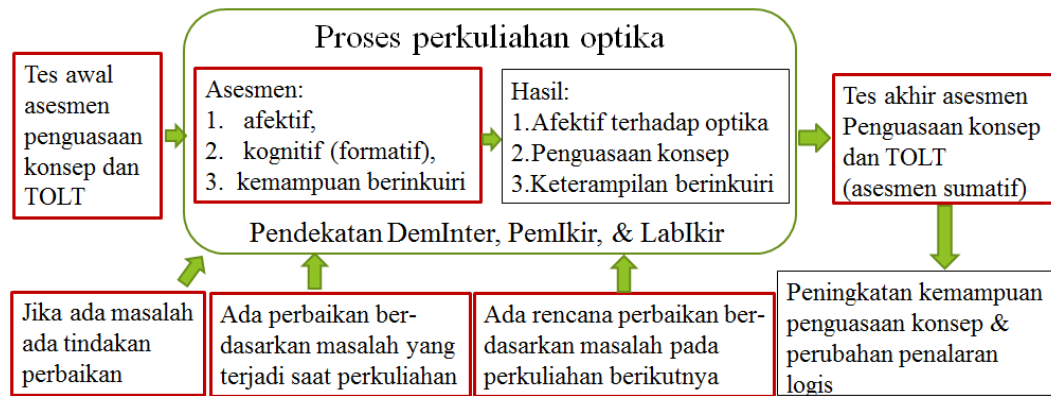 Proses perkuliahan optika
Tes awal
asesmen
penguasaan
konsep dan
TOLT
Asesmen:
1. afektif,
2. kognitif (formatif),
3. kemampuan berinkuiri
Hasil:
1.Afektif terhadap optika
2.Penguasaan konsep
3.Keterampilan berinkuiri
Tes akhir asesmen
Penguasaan konsep
dan TOLT
(asesmen sumatif)
Pendekatan DemInter, PemIkir, & LabIkir
Jika ada masalah
ada tindakan
perbaikan
Ada perbaikan ber-
dasarkan masalah yang
terjadi saat perkuliahan
Ada rencana perbaikan ber-
dasarkan masalah pada
perkuliahan berikutnya
Peningkatan kemampuan
penguasaan konsep &
perubahan penalaran
logis